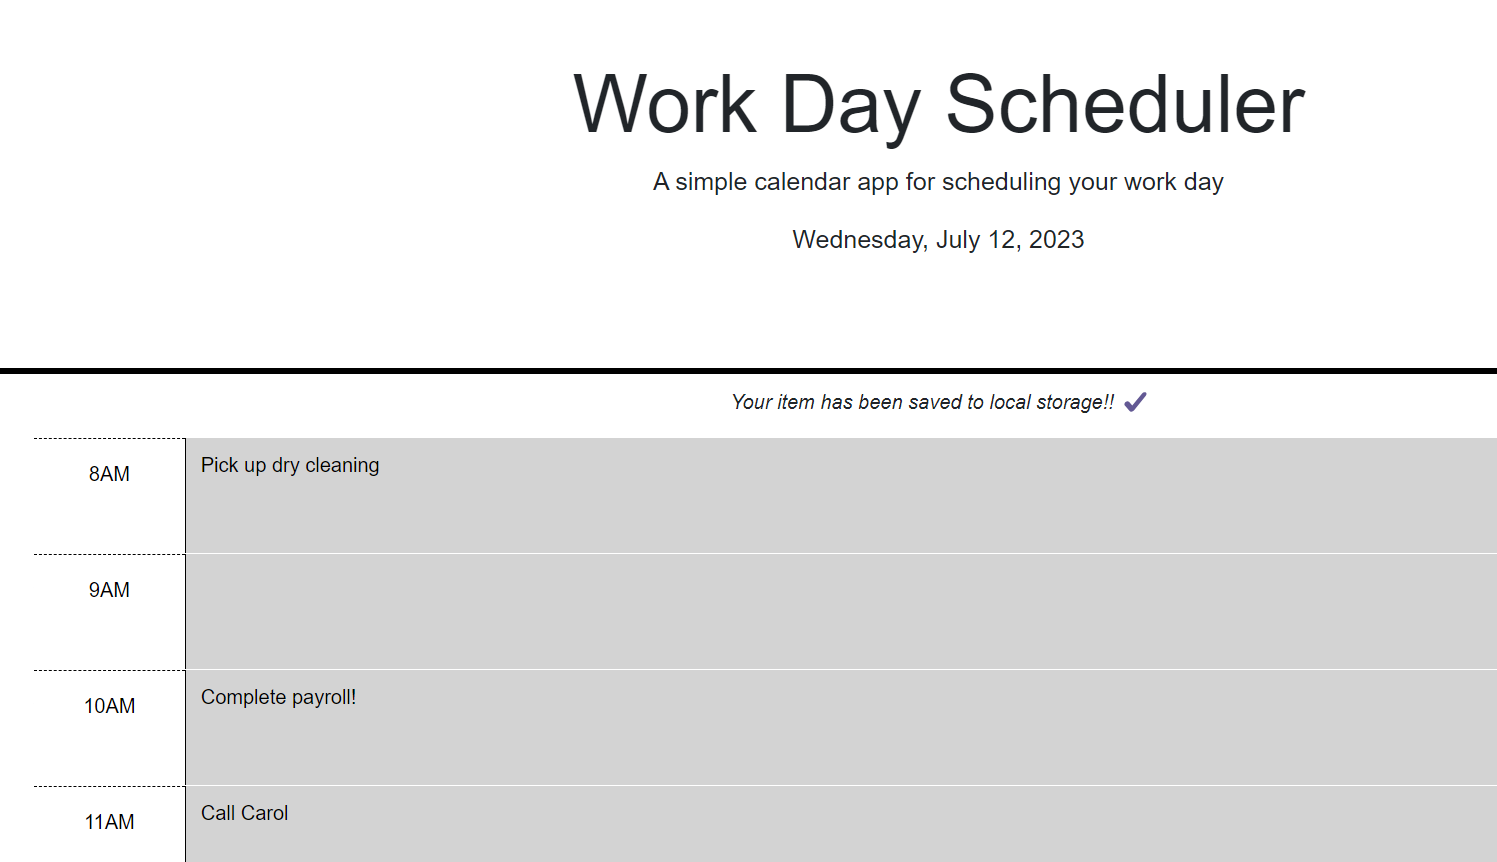 Work Day Scheduler
A simple calendar app for scheduling your work day
Wednesday, July 12, 2023
Your item has been saved to local storage!! ✔
8AM
Pick up dry cleaning
9AM
10AM
Complete payroll!
11AM
Call Carol